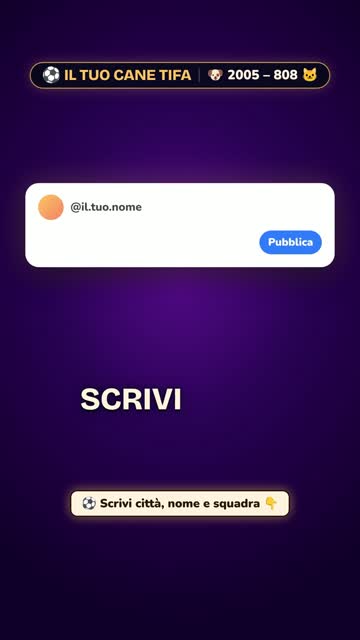 ⚽ IL TUO CANE TIFA | 🐶 2005 – 808 🐱
@il.tuo.nome
Pubblica
SCRIVI
⚽ Scrivi città, nome e squadra 👇